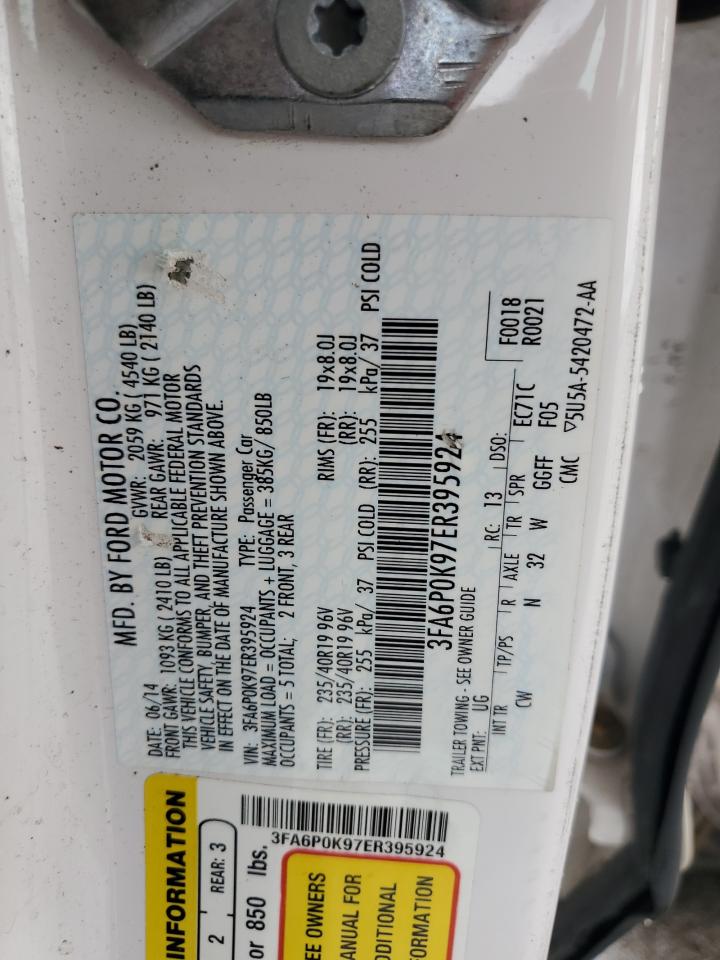 MFD. BY FORD MOTOR CO.
DATE: 06/14 GVWR: 2059 KG ( 4540 LB)
FRONT GAWR: 1093 KG ( 2410 LB) REAR GAWR: 971 KG ( 2140 LB)
THIS VEHICLE CONFORMS TO ALL APPLICABLE FEDERAL MOTOR
VEHICLE SAFETY, BUMPER, AND THEFT PREVENTION STANDARDS
IN EFFECT ON THE DATE OF MANUFACTURE SHOWN ABOVE.
VIN: 3FA6P0K97ER395924 TYPE: Passenger Car
MAXIMUM LOAD = OCCUPANTS + LUGGAGE = 385KG/ 850LB
OCCUPANTS = 5 TOTAL; 2 FRONT, 3 REAR
TIRE (FR): 235/40R19 96V RIMS (FR): 19x8.0J
(RR): 235/40R19 96V (RR): 19x8.0J
PRESSURE (FR): 255 kPa/ 37 PSI COLD (RR): 255 kPa/ 37 PSI COLD
3FA6P0K97ER395924
TRAILER TOWING - SEE OWNER GUIDE
EXT PNT: UG RC: 13 DSO: F0018
R0021
INT TR TP/PS R AXLE TR SPR EC71C
CW N 32 W GGFF F05
CMC ▽5U5A-5420472-AA
INFORMATION
2 REAR: 3
or 850 lbs.
3FA6P0K97ER395924
EE OWNERS
ANUAL FOR
DDITIONAL
FORMATION